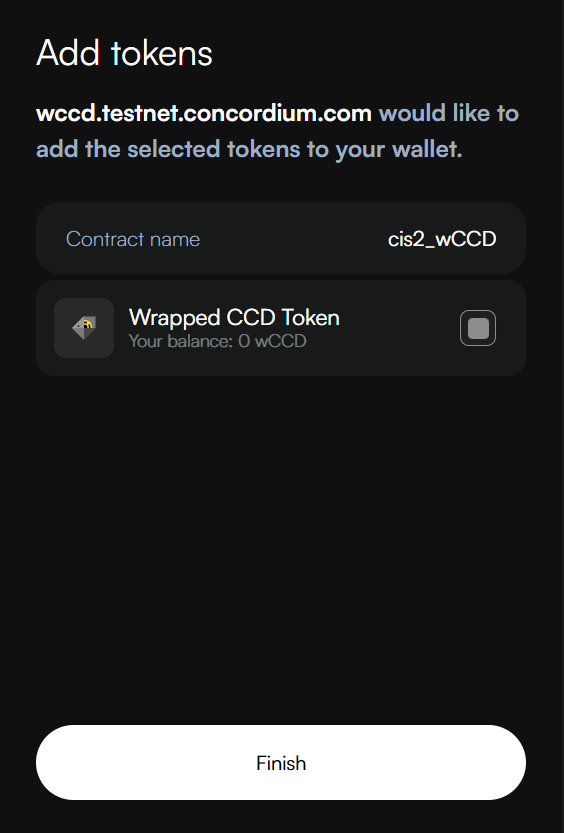 Add tokens
wccd.testnet.concordium.com would like to
add the selected tokens to your wallet.
Contract name cis2_wCCD
Wrapped CCD Token
Your balance: 0 wCCD
Finish